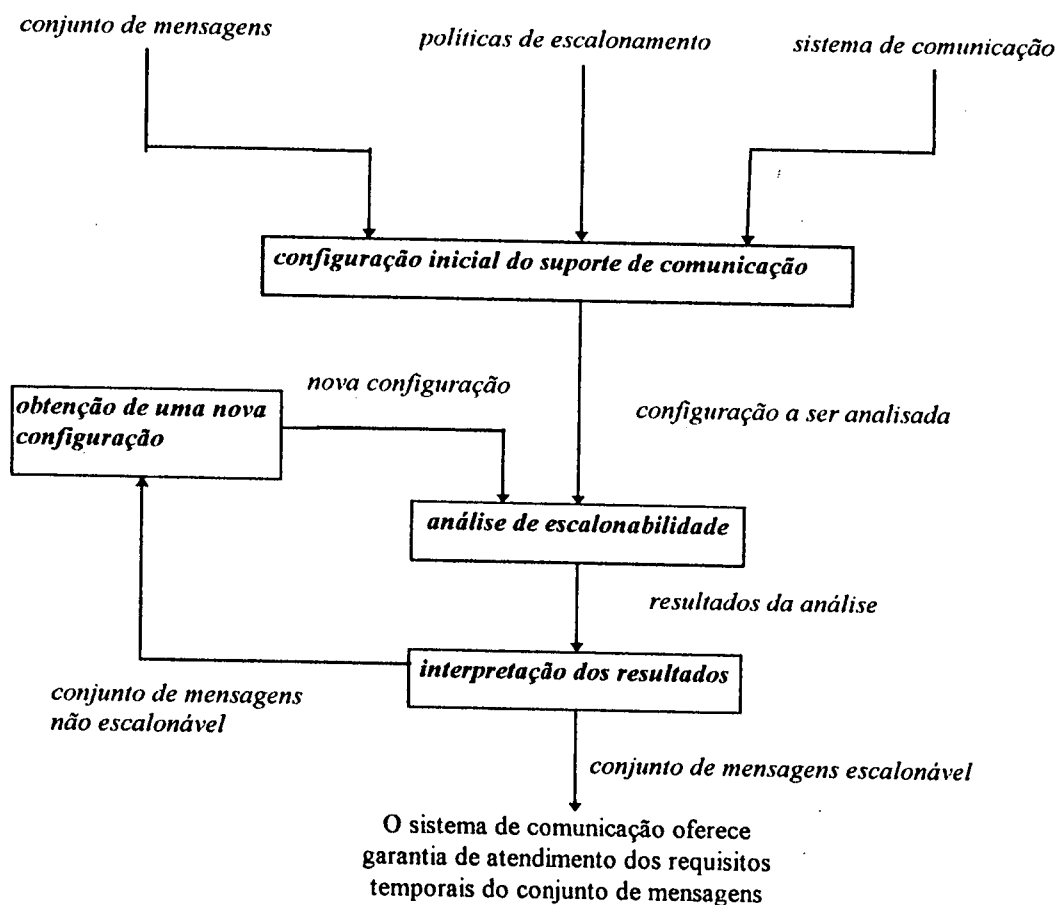 conjunto de mensagens
políticas de escalonamento
sistema de comunicação
configuração inicial do suporte de comunicação
nova configuração
obtenção de uma nova
configuração
configuração a ser analisada
análise de escalonabilidade
resultados da análise
interpretação dos resultados
conjunto de mensagens
não escalonável
conjunto de mensagens escalonável
O sistema de comunicação oferece
garantia de atendimento dos requisitos
temporais do conjunto de mensagens